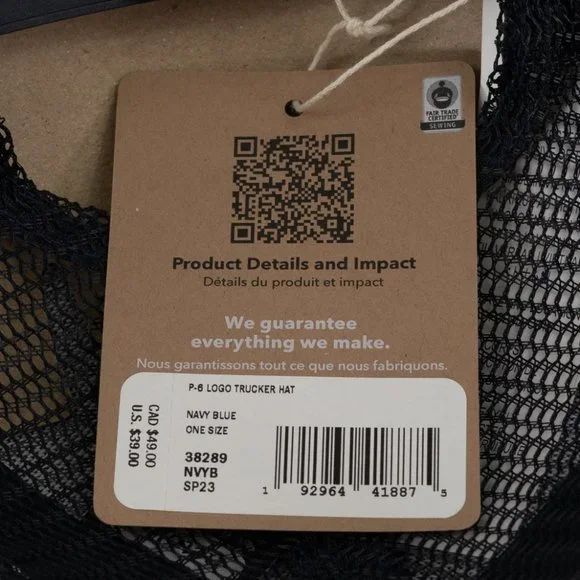 FAIR TRADE
CERTIFIED
SEWING
Product Details and Impact
Détails du produit et impact
We guarantee
everything we make.
Nous garantissons tout ce que nous fabriquons.
P-6 LOGO TRUCKER HAT
NAVY BLUE
ONE SIZE
38289
NVYB
SP23
CAD $49.00
U.S. $39.00
1 92964 41887 5